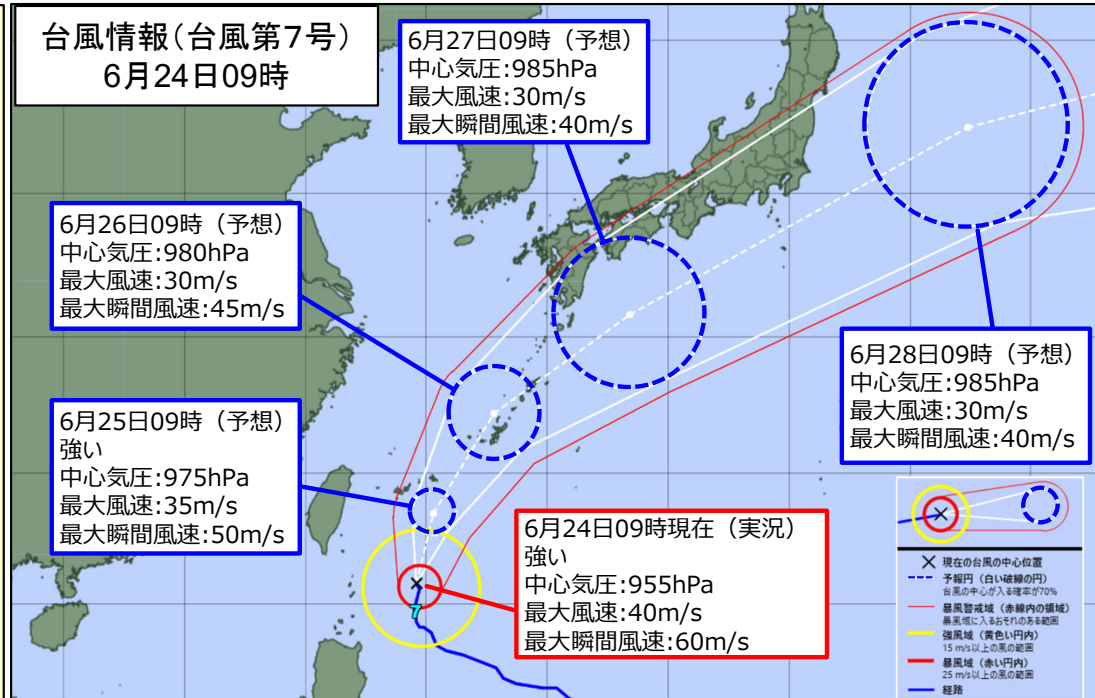 台風情報(台風第7号)
6月24日09時
6月27日09時（予想）
中心気圧:985hPa
最大風速:30m/s
最大瞬間風速:40m/s
6月26日09時（予想）
中心気圧:980hPa
最大風速:30m/s
最大瞬間風速:45m/s
6月28日09時（予想）
中心気圧:985hPa
最大風速:30m/s
最大瞬間風速:40m/s
6月25日09時（予想）
強い
中心気圧:975hPa
最大風速:35m/s
最大瞬間風速:50m/s
6月24日09時現在（実況）
強い
中心気圧:955hPa
最大風速:40m/s
最大瞬間風速:60m/s
7
現在の台風の中心位置
予報円（白い破線の円）
台風の中心が入る確率が70%
暴風警戒域（赤線内の領域）
暴風域に入るおそれのある範囲
強風域（黄色い円内）
15 m/s以上の風の範囲
暴風域（赤い円内）
25 m/s以上の風の範囲
経路